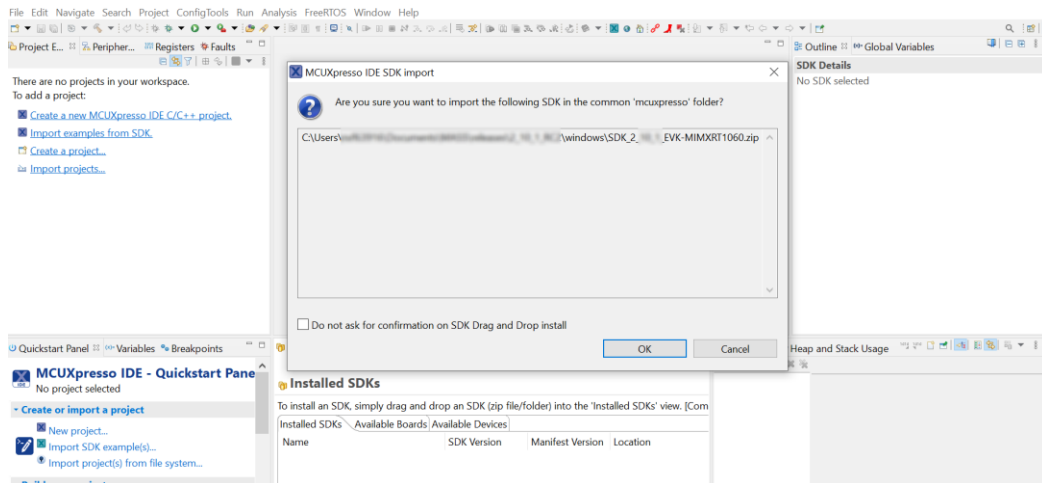 File Edit Navigate Search Project ConfigTools Run Analysis FreeRTOS Window Help
Project E... Peripher... Registers Faults
There are no projects in your workspace.
To add a project:
Create a new MCUXpresso IDE C/C++ project.
Import examples from SDK.
Create a project...
Import projects...
MCUXpresso IDE SDK import
Are you sure you want to import the following SDK in the common 'mcuxpresso' folder?
C:\Users\ \windows\SDK_2_ _EVK-MIMXRT1060.zip
Do not ask for confirmation on SDK Drag and Drop install
OK Cancel
Outline Global Variables
SDK Details
No SDK selected
Quickstart Panel Variables Breakpoints
MCUXpresso IDE - Quickstart Pane
No project selected
Create or import a project
New project...
Import SDK example(s)...
Import project(s) from file system...
Installed SDKs
To install an SDK, simply drag and drop an SDK (zip file/folder) into the 'Installed SDKs' view. [Com
Installed SDKs Available Boards Available Devices
Name SDK Version Manifest Version Location
Heap and Stack Usage